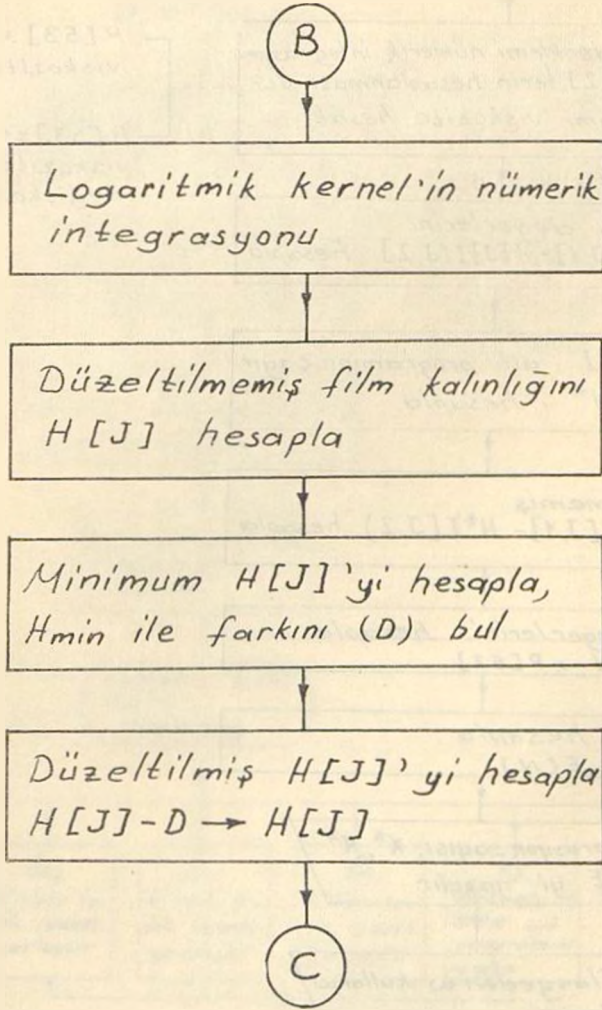 B
Logaritmik kernel'in nümerik
integrasyonu
Düzeltilmemiş film kalınlığını
H[J] hesapla
Minimum H[J]'yi hesapla,
Hmin ile farkını (D) bul
Düzeltilmiş H[J]'yi hesapla
H[J]-D → H[J]
C